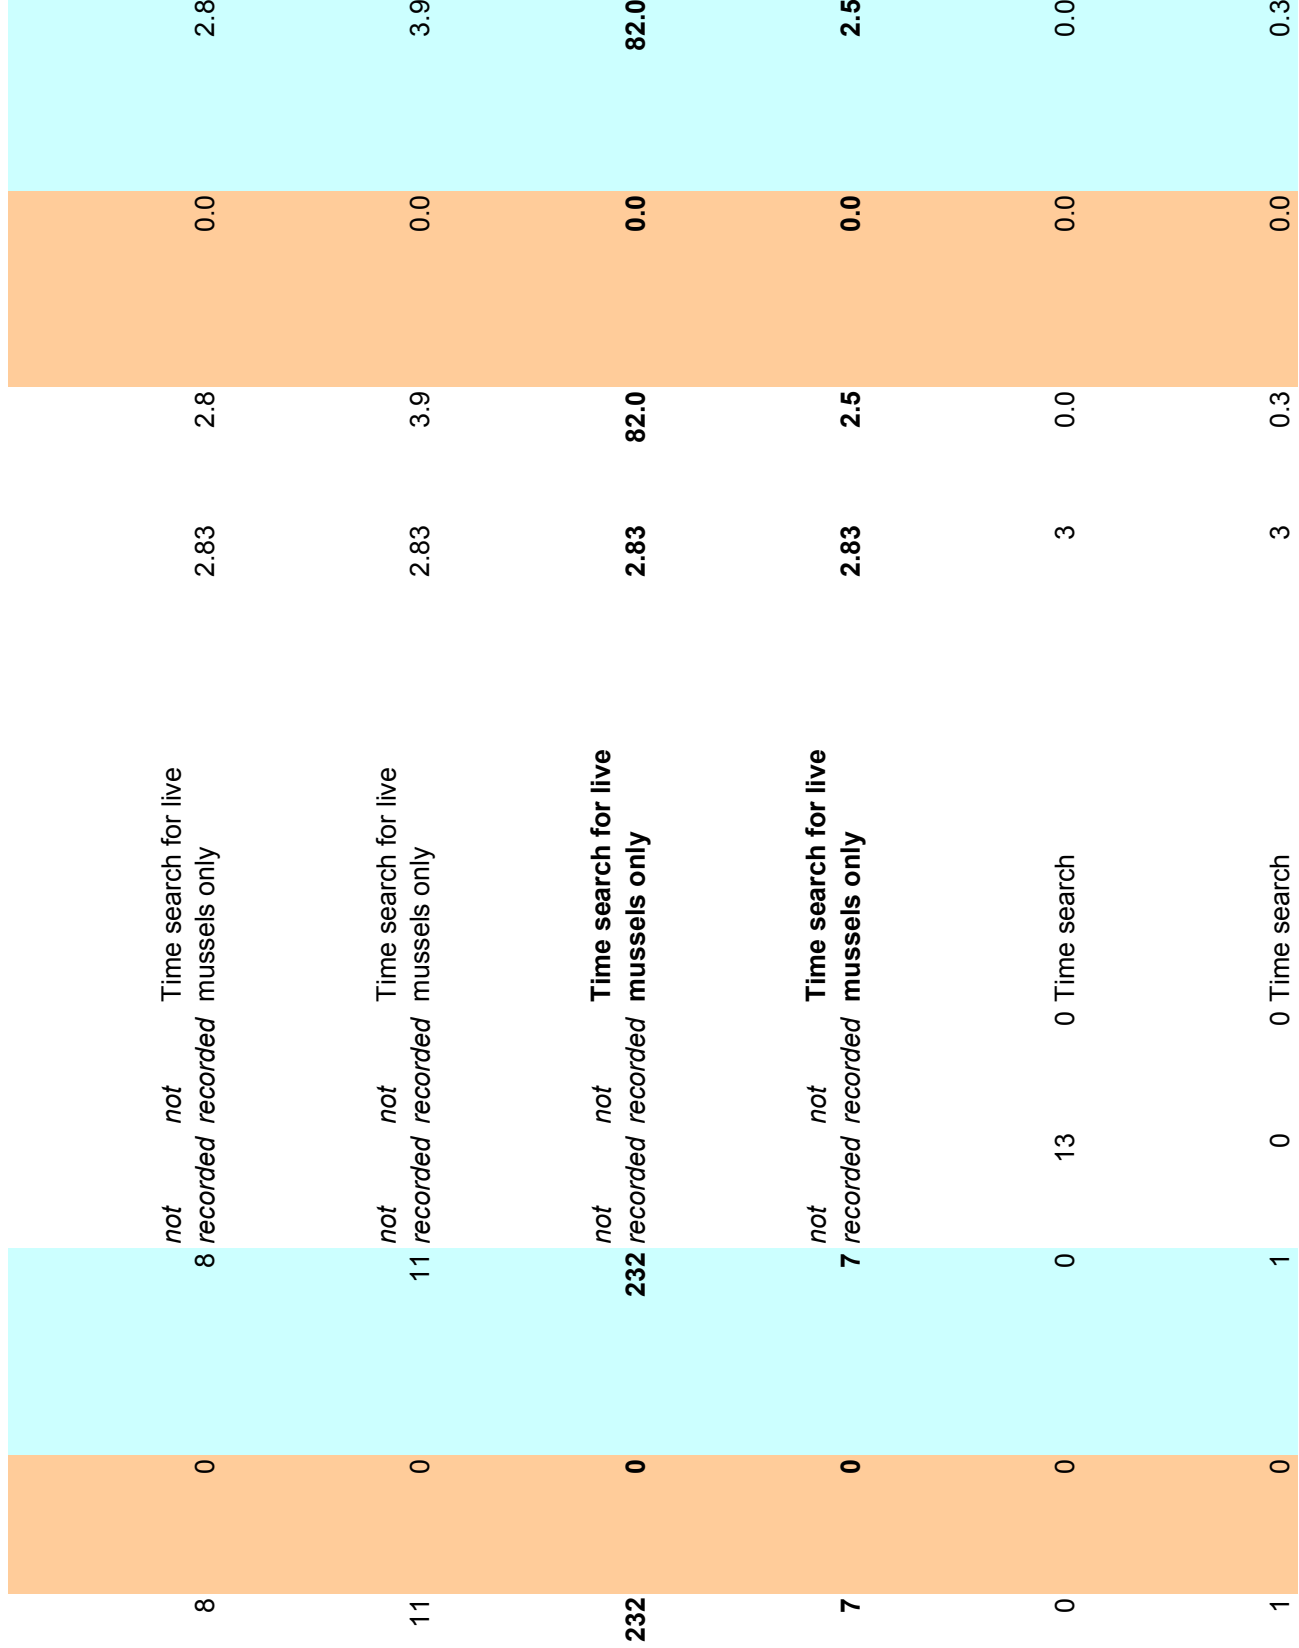 not not Time search for live
8 0 8 recorded recorded mussels only 2.83 2.8 0.0 2.8
not not Time search for live
11 0 11 recorded recorded mussels only 2.83 3.9 0.0 3.9
not not Time search for live
232 0 232 recorded recorded mussels only 2.83 82.0 0.0 82.0
not not Time search for live
7 0 7 recorded recorded mussels only 2.83 2.5 0.0 2.5
0 0 0 13 0 Time search 3 0.0 0.0 0.0
1 0 1 0 0 Time search 3 0.3 0.0 0.3